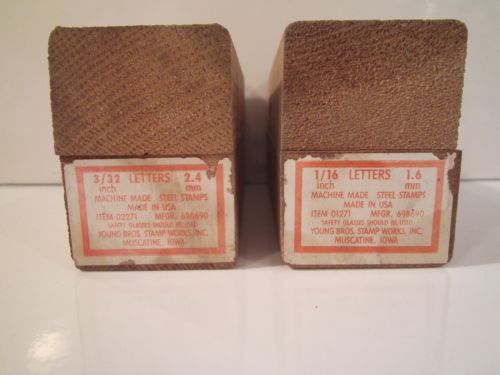 3/32 LETTERS 2.4
inch mm
MACHINE MADE STEEL STAMPS
MADE IN USA
ITEM 02271 MFGR. 698690
SAFETY GLASSES SHOULD BE USED
YOUNG BROS. STAMP WORKS, INC.
MUSCATINE, IOWA
1/16 LETTERS 1.6
inch mm
MACHINE MADE STEEL STAMPS
MADE IN USA
ITEM 01271 MFGR. 698690
SAFETY GLASSES SHOULD BE USED
YOUNG BROS. STAMP WORKS, INC.
MUSCATINE, IOWA